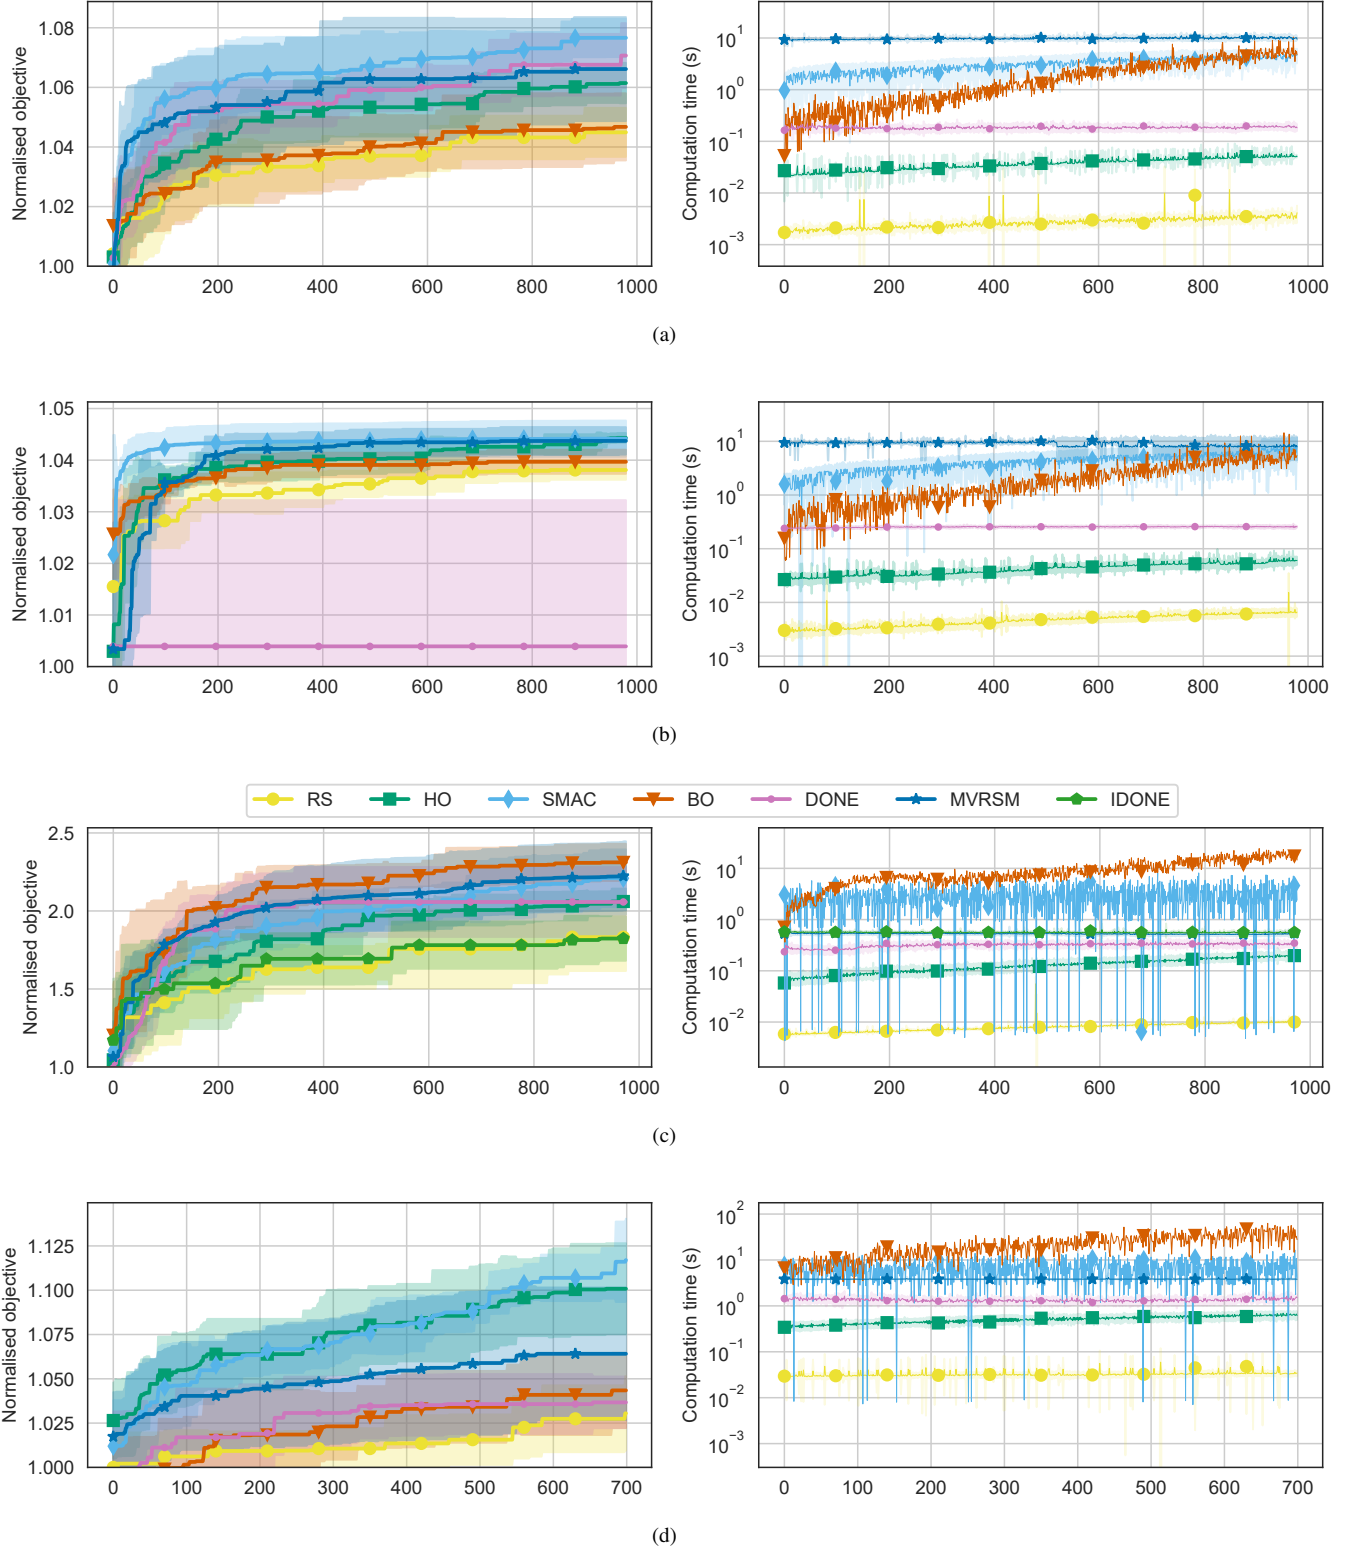 1.08
1.06
1.04
1.02
1.00
Normalised objective
0 200 400 600 800 1000
10^1
10^0
10^−1
10^−2
10^−3
Computation time (s)
0 200 400 600 800 1000
(a)
1.05
1.04
1.03
1.02
1.01
1.00
Normalised objective
0 200 400 600 800 1000
10^1
10^0
10^−1
10^−2
10^−3
Computation time (s)
0 200 400 600 800 1000
(b)
RS HO SMAC BO DONE MVRSM IDONE
2.5
2.0
1.5
1.0
Normalised objective
0 200 400 600 800 1000
10^1
10^0
10^−1
10^−2
Computation time (s)
0 200 400 600 800 1000
(c)
1.125
1.100
1.075
1.050
1.025
1.000
Normalised objective
0 100 200 300 400 500 600 700
10^2
10^1
10^0
10^−1
10^−2
10^−3
Computation time (s)
0 100 200 300 400 500 600 700
(d)